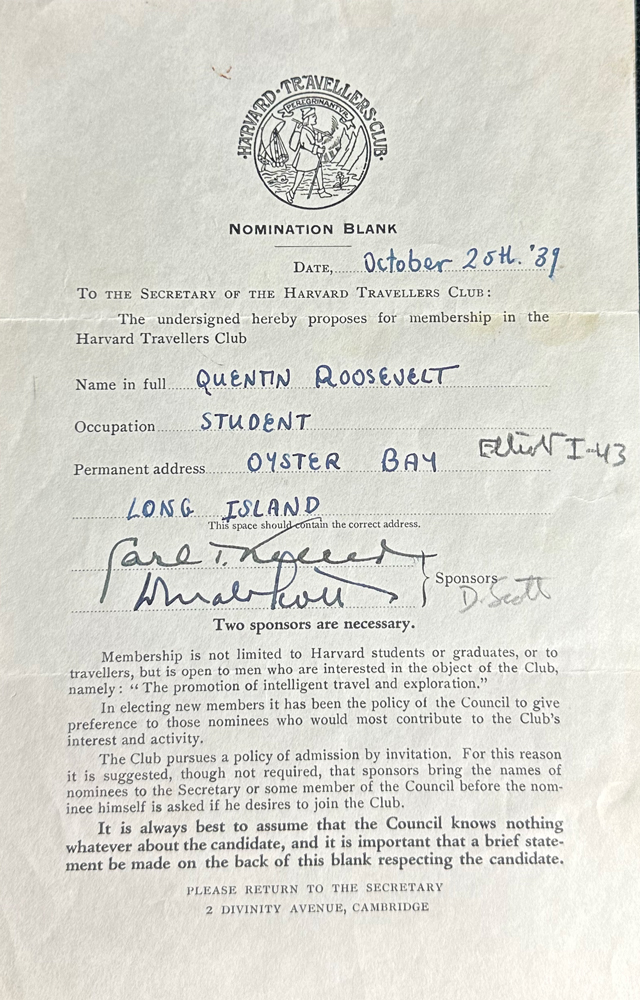 HARVARD·TRAVELLERS·CLUB·
PEREGRINANTVR
NOMINATION BLANK
DATE, October 25th. '39
TO THE SECRETARY OF THE HARVARD TRAVELLERS CLUB:
The undersigned hereby proposes for membership in the
Harvard Travellers Club
Name in full QUENTIN ROOSEVELT
Occupation STUDENT
Permanent address OYSTER BAY Eliot I-43
LONG ISLAND
This space should contain the correct address.
Carl T.
Donald Scott
Sponsors
D. Scott
Two sponsors are necessary.
Membership is not limited to Harvard students or graduates, or to
travellers, but is open to men who are interested in the object of the Club,
namely: “The promotion of intelligent travel and exploration.”
In electing new members it has been the policy of the Council to give
preference to those nominees who would most contribute to the Club's
interest and activity.
The Club pursues a policy of admission by invitation. For this reason
it is suggested, though not required, that sponsors bring the names of
nominees to the Secretary or some member of the Council before the nom-
inee himself is asked if he desires to join the Club.
It is always best to assume that the Council knows nothing
whatever about the candidate, and it is important that a brief state-
ment be made on the back of this blank respecting the candidate.
PLEASE RETURN TO THE SECRETARY
2 DIVINITY AVENUE, CAMBRIDGE